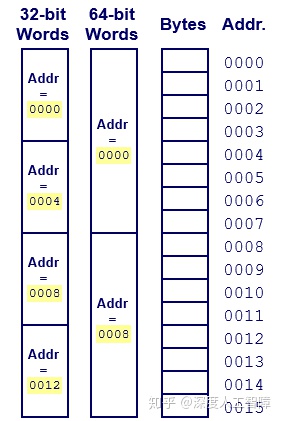 32-bit Words
64-bit Words
Bytes
Addr.
Addr
=
0000
Addr
=
0004
Addr
=
0008
Addr
=
0012
Addr
=
0000
Addr
=
0008
0000
0001
0002
0003
0004
0005
0006
0007
0008
0009
0010
0011
0012
0013
0014
0015
知乎 @深度人工智障